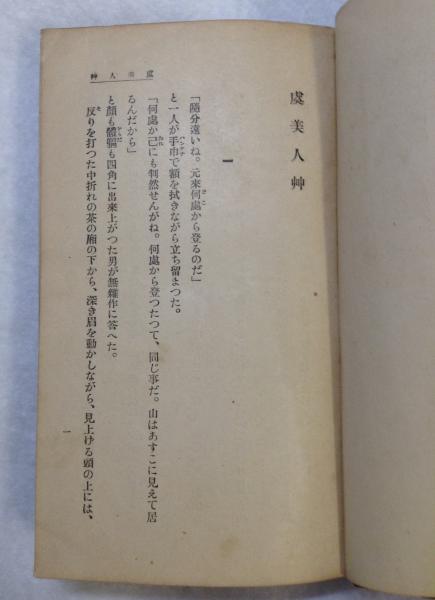 虞美人艸
一
「隨分遠いね。元來何處から登るのだ」
と一人が手巾で額を拭きながら立ち留まつた。
「何處か己にも判然せんがね。何處から登つたつて、同じ事だ。山はあすこに見えて居
るんだから」
と顏も體軀も四角に出來上がつた男が無雜作に答へた。
反りを打つた中折れの茶の廂の下から、深き眉を動かしながら、見上げる頭の上には、
虞美人艸
一